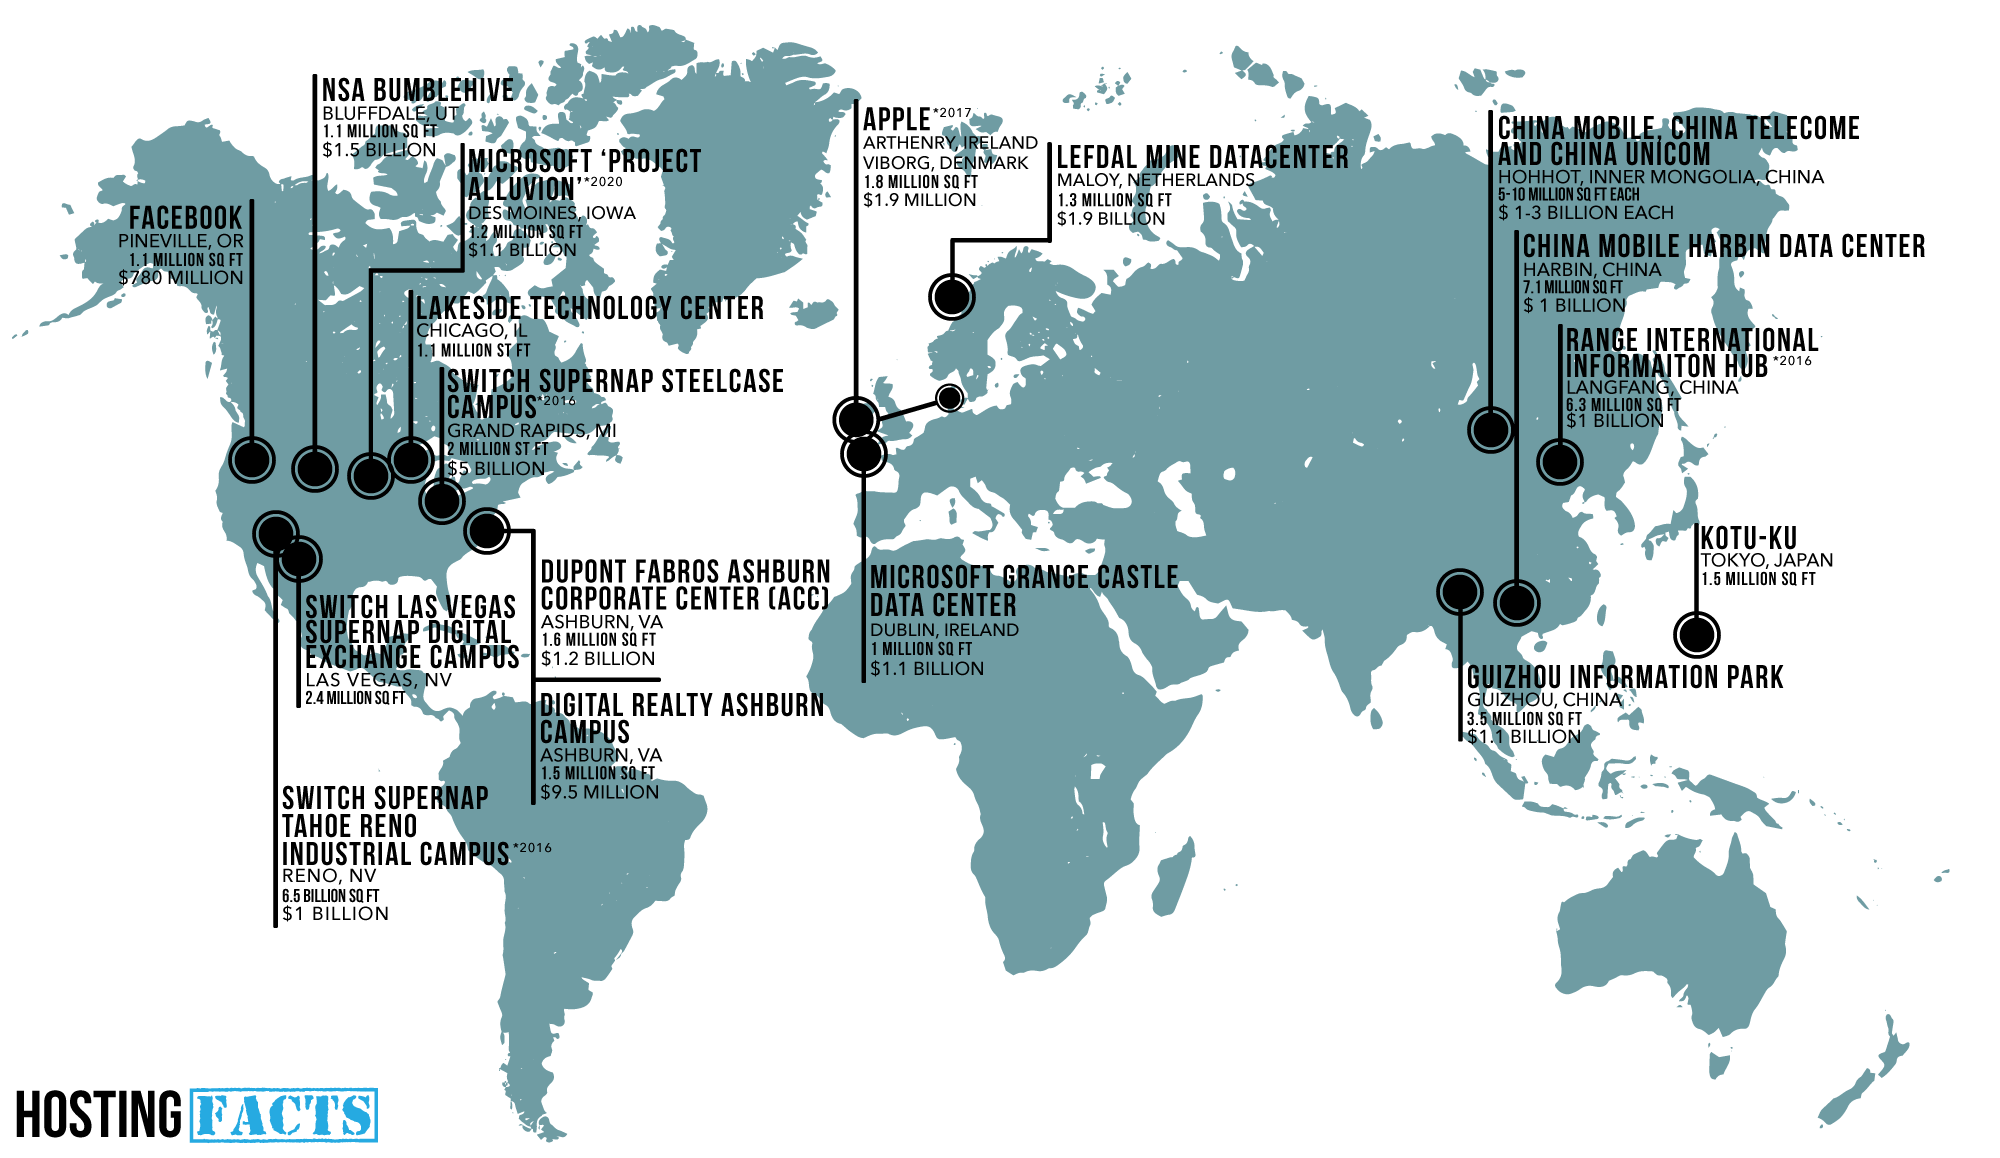 NSA BUMBLEHIVE
BLUFFDALE, UT
1.1 MILLION SQ FT
$1.5 BILLION
MICROSOFT ‘PROJECT
ALLUVION’*2020
DES MOINES, IOWA
1.2 MILLION SQ FT
$1.1 BILLION
FACEBOOK
PINEVILLE, OR
1.1 MILLION SQ FT
$780 MILLION
LAKESIDE TECHNOLOGY CENTER
CHICAGO, IL
1.1 MILLION ST FT
SWITCH SUPERNAP STEELCASE
CAMPUS*2016
GRAND RAPIDS, MI
2 MILLION ST FT
$5 BILLION
APPLE*2017
ARTHENRY, IRELAND
VIBORG, DENMARK
1.8 MILLION SQ FT
$1.9 MILLION
LEFDAL MINE DATACENTER
MALOY, NETHERLANDS
1.3 MILLION SQ FT
$1.9 BILLION
CHINA MOBILE, CHINA TELECOME
AND CHINA UNICOM
HOHHOT, INNER MONGOLIA, CHINA
5-10 MILLION SQ FT EACH
$ 1-3 BILLION EACH
CHINA MOBILE HARBIN DATA CENTER
HARBIN, CHINA
7.1 MILLION SQ FT
$ 1 BILLION
RANGE INTERNATIONAL
INFORMAITON HUB *2016
LANGFANG, CHINA
6.3 MILLION SQ FT
$1 BILLION
KOTU-KU
TOKYO, JAPAN
1.5 MILLION SQ FT
DUPONT FABROS ASHBURN
CORPORATE CENTER (ACC)
ASHBURN, VA
1.6 MILLION SQ FT
$1.2 BILLION
MICROSOFT GRANGE CASTLE
DATA CENTER
DUBLIN, IRELAND
1 MILLION SQ FT
$1.1 BILLION
SWITCH LAS VEGAS
SUPERNAP DIGITAL
EXCHANGE CAMPUS
LAS VEGAS, NV
2.4 MILLION SQ FT
DIGITAL REALTY ASHBURN
CAMPUS
ASHBURN, VA
1.5 MILLION SQ FT
$9.5 MILLION
GUIZHOU INFORMATION PARK
GUIZHOU, CHINA
3.5 MILLION SQ FT
$1.1 BILLION
SWITCH SUPERNAP
TAHOE RENO
INDUSTRIAL CAMPUS*2016
RENO, NV
6.5 BILLION SQ FT
$1 BILLION
HOSTING FACTS